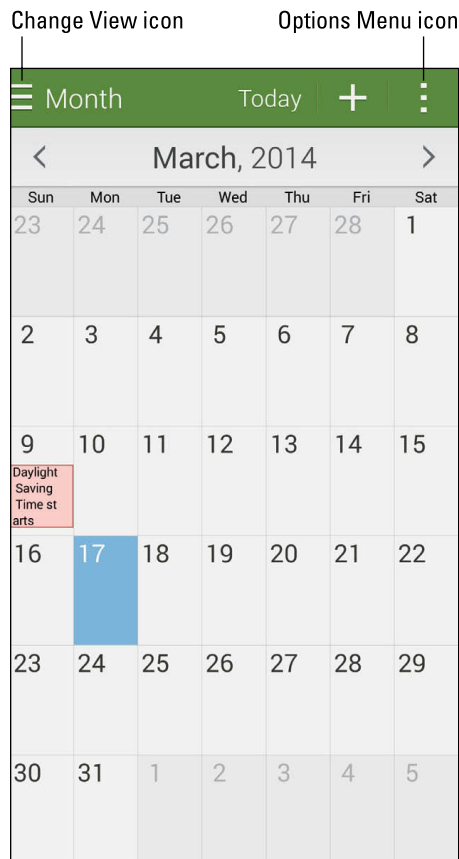 Change View icon Options Menu icon
Month Today +
< March, 2014 >
Sun Mon Tue Wed Thu Fri Sat
23 24 25 26 27 28 1
2 3 4 5 6 7 8
9 10 11 12 13 14 15
Daylight
Saving
Time st
arts
16 17 18 19 20 21 22
23 24 25 26 27 28 29
30 31 1 2 3 4 5